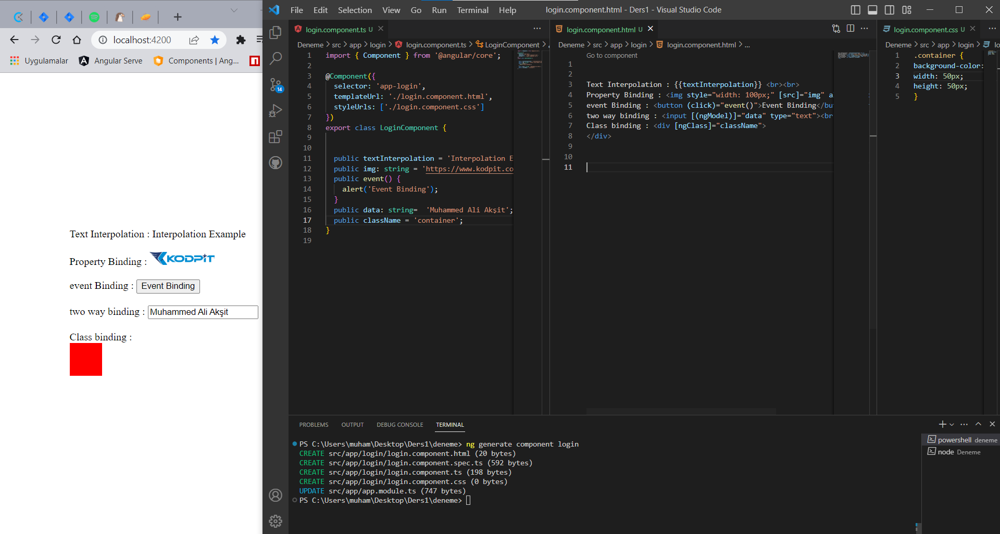 localhost:4200
Uygulamalar
Angular Serve
Components | Ang...
Text Interpolation : Interpolation Example
Property Binding : KODPIT
event Binding : Event Binding
two way binding : Muhammed Ali Akşit
Class binding :
File Edit Selection View Go Run Terminal Help
login.component.html - Ders1 - Visual Studio Code
14
login.component.ts U
Deneme > src > app > login > login.component.ts > LoginComponent >
1 import { Component } from '@angular/core';
2
3 @Component({
4 selector: 'app-login',
5 templateUrl: './login.component.html',
6 styleUrls: ['./login.component.css']
7 })
8 export class LoginComponent {
9
10
11 public textInterpolation = 'Interpolation E
12 public img: string = 'https://www.kodpit.co
13 public event() {
14 alert('Event Binding');
15 }
16 public data: string=  'Muhammed Ali Akşit';
17 public className = 'container';
18 }
19
login.component.html U
Deneme > src > app > login > login.component.html > ...
Go to component
1
2
3 Text Interpolation : {{textInterpolation}} <br><br>
4 Property Binding : <img style="width: 100px;" [src]="img" a
5 event Binding : <button (click)="event()">Event Binding</bu
6 two way binding : <input [(ngModel)]="data" type="text"><br
7 Class binding : <div [ngClass]="className">
8 </div>
9
10
11
login.component.css U
Deneme > src > app > login > lo
1 .container {
2 background-color:
3 width: 50px;
4 height: 50px;
5 }
PROBLEMS OUTPUT DEBUG CONSOLE TERMINAL
PS C:\Users\muham\Desktop\Ders1\deneme> ng generate component login
CREATE src/app/login/login.component.html (20 bytes)
CREATE src/app/login/login.component.spec.ts (592 bytes)
CREATE src/app/login/login.component.ts (198 bytes)
CREATE src/app/login/login.component.css (0 bytes)
UPDATE src/app/app.module.ts (747 bytes)
PS C:\Users\muham\Desktop\Ders1\deneme>
powershell deneme
node Deneme